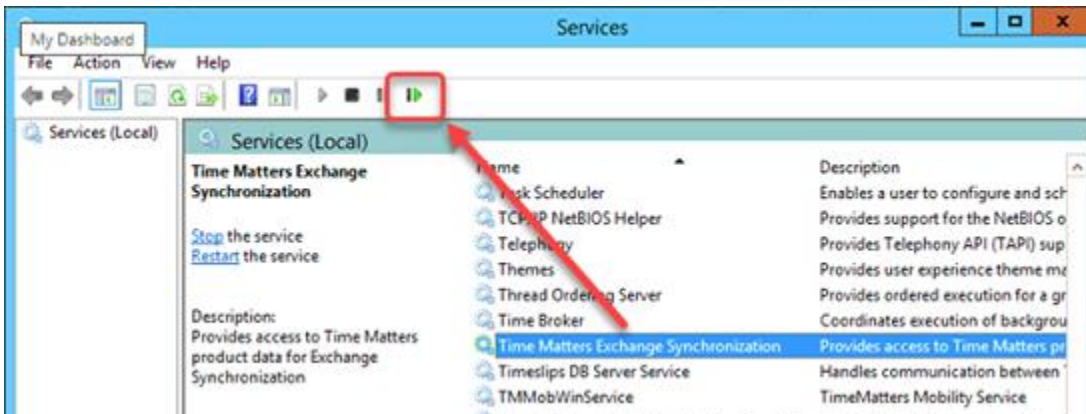 Services
My Dashboard
File Action View Help
Services (Local)
Services (Local)
Time Matters Exchange
Synchronization
Stop the service
Restart the service
Description:
Provides access to Time Matters
product data for Exchange
Synchronization
Name Description
Task Scheduler Enables a user to configure and sch
TCP/IP NetBIOS Helper Provides support for the NetBIOS o
Telephony Provides Telephony API (TAPI) sup
Themes Provides user experience theme ma
Thread Ordering Server Provides ordered execution for a gr
Time Broker Coordinates execution of backgrou
Time Matters Exchange Synchronization Provides access to Time Matters pr
Timeslips DB Server Service Handles communication between
TMMobWinService TimeMatters Mobility Service